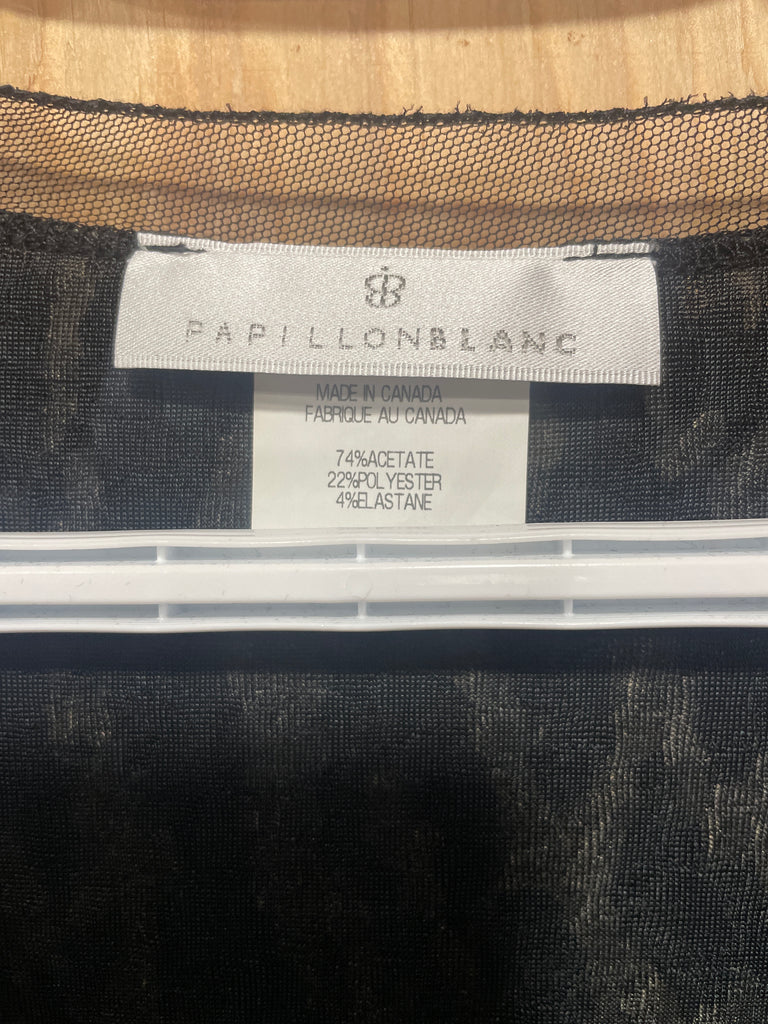 PAPILLONBLANC
MADE IN CANADA
FABRIQUE AU CANADA
74%ACETATE
22%POLYESTER
4%ELASTANE